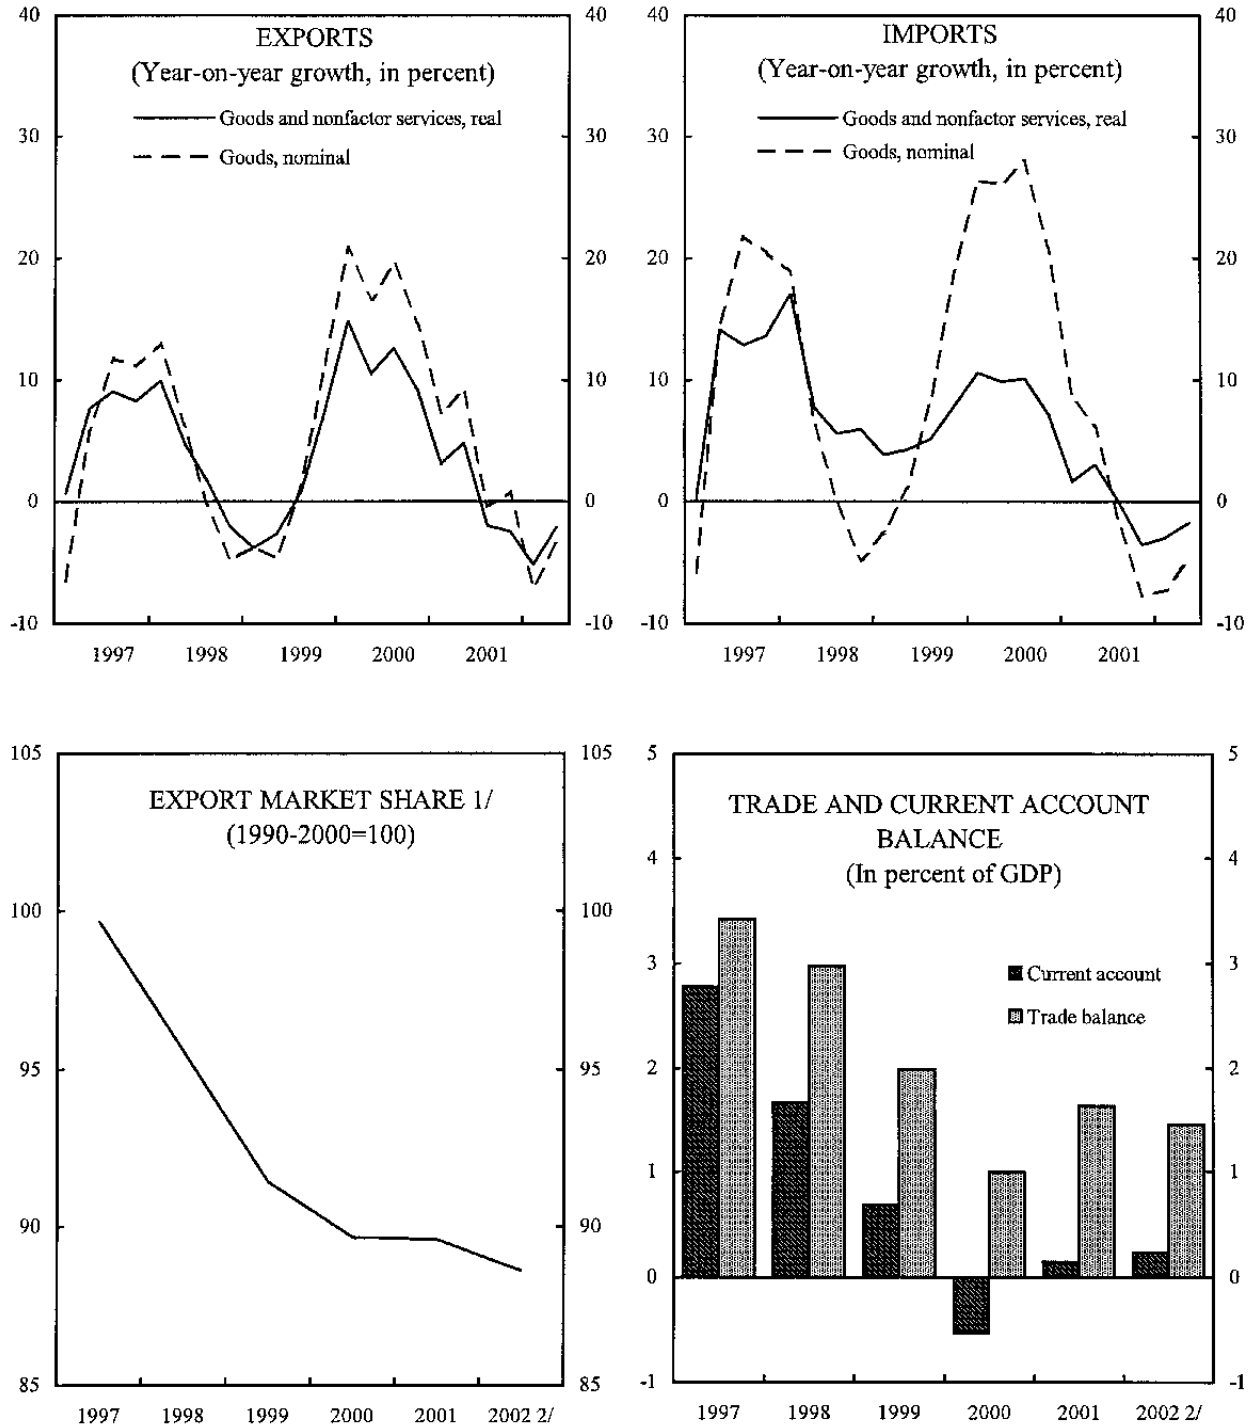 EXPORTS
(Year-on-year growth, in percent)
Goods and nonfactor services, real
Goods, nominal
40
30
20
10
0
-10
40
30
20
10
0
-10
1997 1998 1999 2000 2001
IMPORTS
(Year-on-year growth, in percent)
Goods and nonfactor services, real
Goods, nominal
40
30
20
10
0
-10
40
30
20
10
0
-10
1997 1998 1999 2000 2001
EXPORT MARKET SHARE 1/
(1990-2000=100)
105
100
95
90
85
105
100
95
90
85
1997 1998 1999 2000 2001 2002 2/
TRADE AND CURRENT ACCOUNT
BALANCE
(In percent of GDP)
Current account
Trade balance
5
4
3
2
1
0
-1
5
4
3
2
1
0
-1
1997 1998 1999 2000 2001 2002 2/